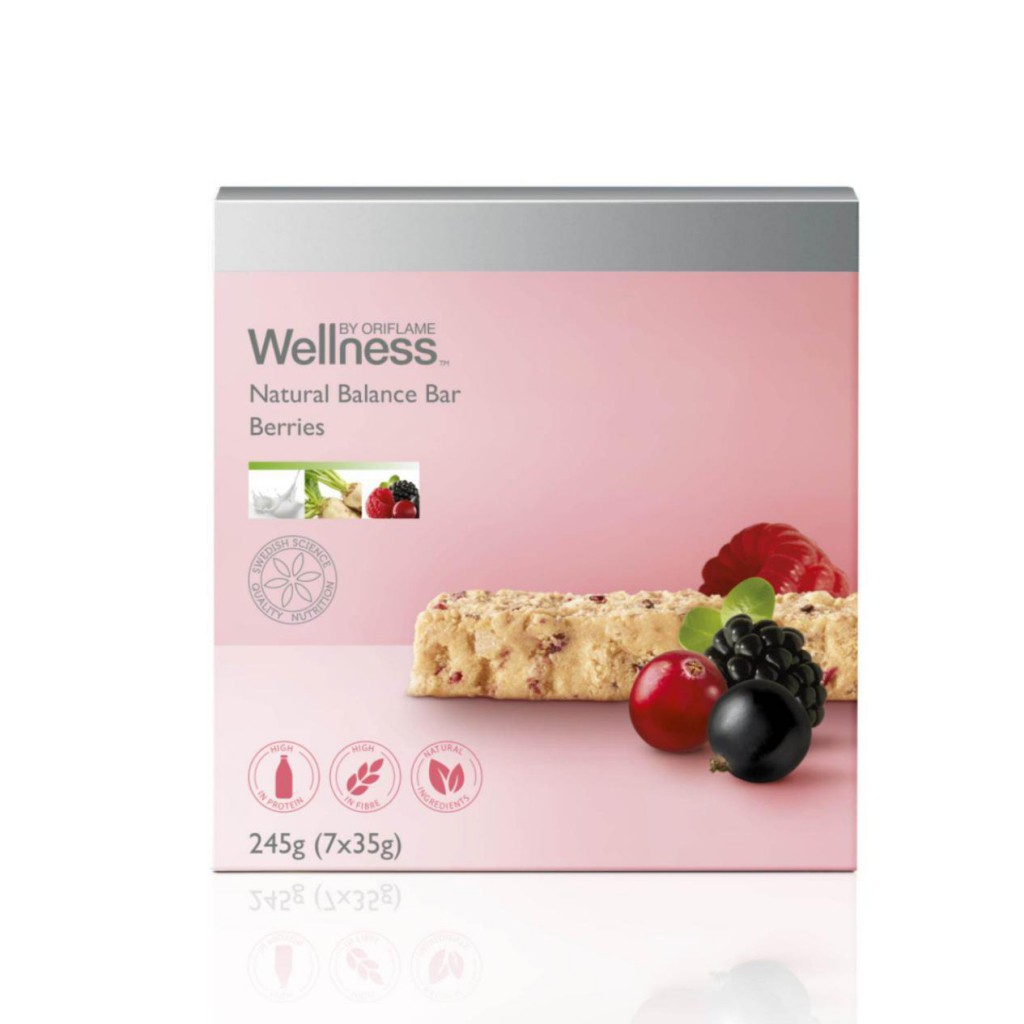 BY ORIFLAME
Wellness™
Natural Balance Bar
Berries
SWEDISH SCIENCE
QUALITY NUTRITION
HIGH
IN PROTEIN
HIGH
IN FIBRE
NATURAL
INGREDIENTS
245g (7x35g)